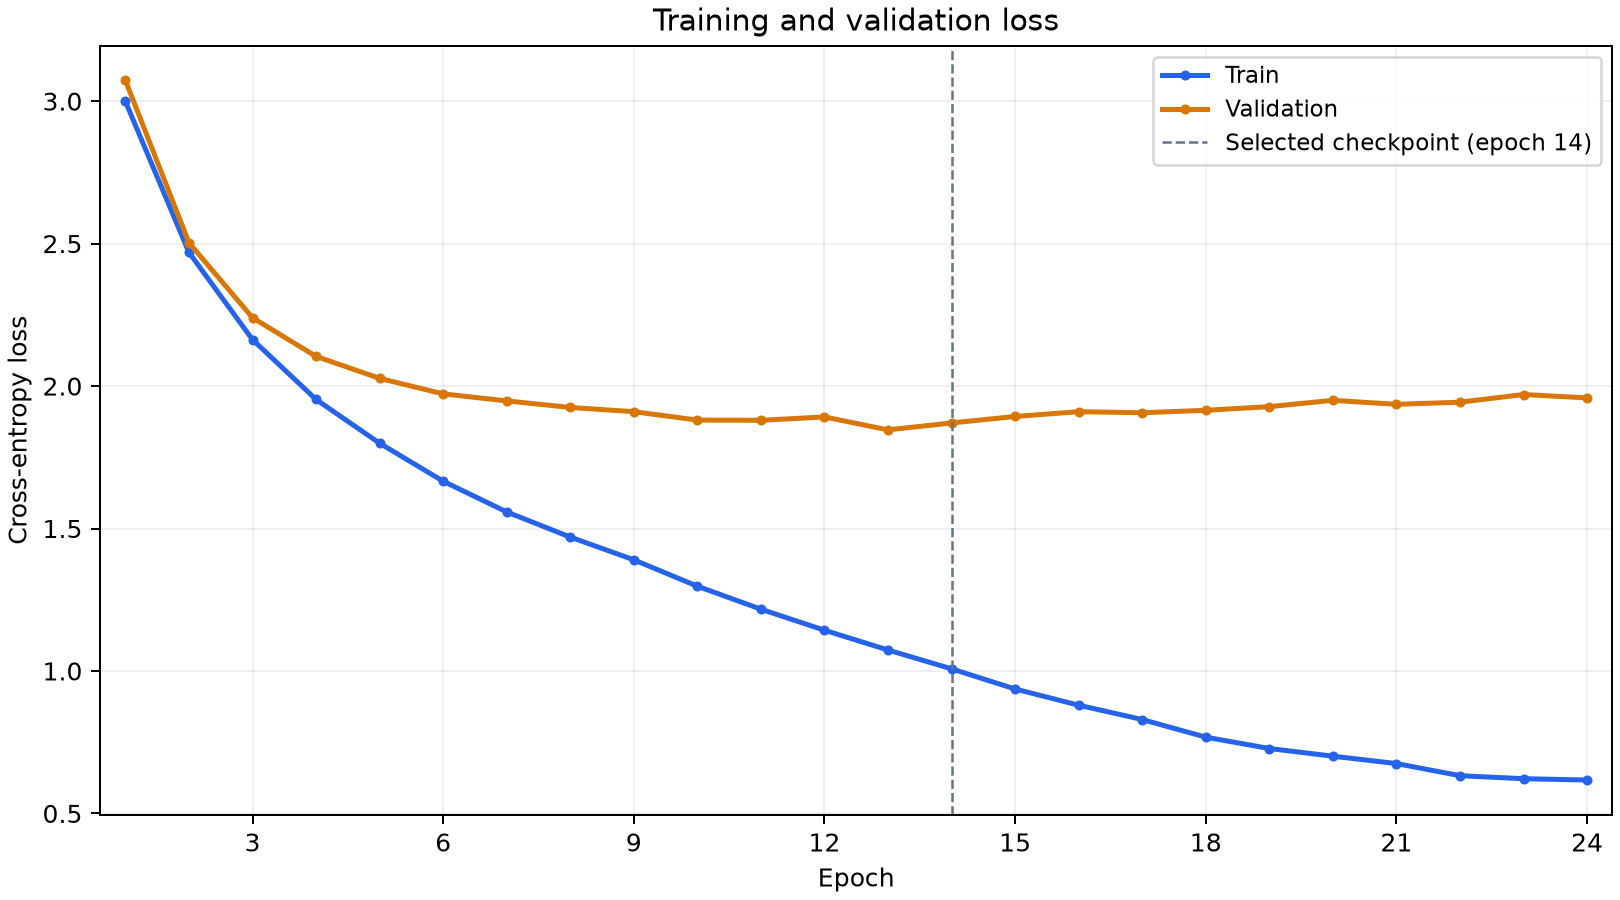 Training and validation loss
Train
Validation
Selected checkpoint (epoch 14)
Cross-entropy loss
3.0
2.5
2.0
1.5
1.0
0.5
3 6 9 12 15 18 21 24
Epoch